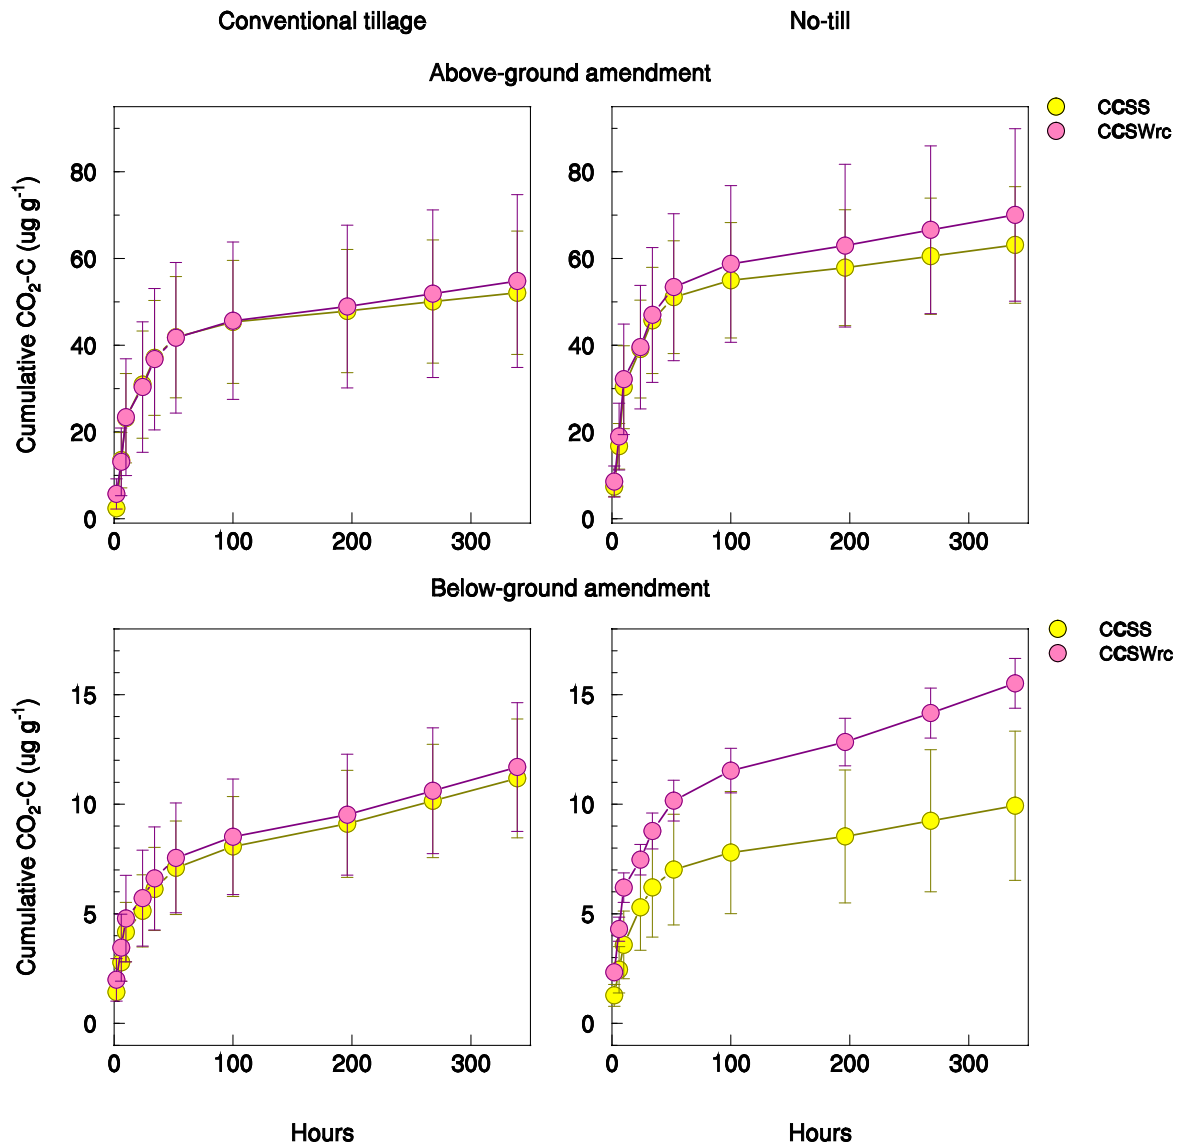 Conventional tillage No-till
Above-ground amendment
CCSS
CCSWrc
Cumulative CO₂-C (ug g⁻¹)
80
60
40
20
0
0 100 200 300
0 100 200 300
80
60
40
20
0
Below-ground amendment
CCSS
CCSWrc
Cumulative CO₂-C (ug g⁻¹)
15
10
5
0
0 100 200 300
15
10
5
0
0 100 200 300
Hours Hours